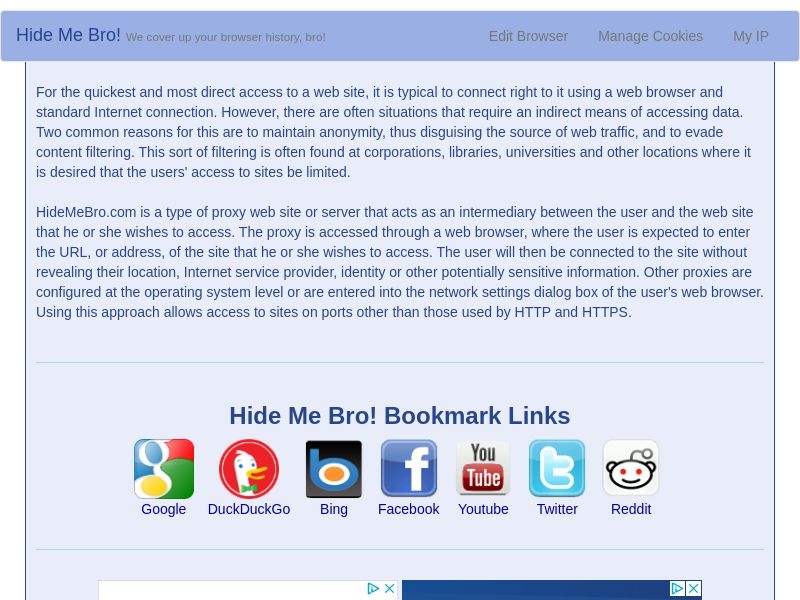 Hide Me Bro! We cover up your browser history, bro! Edit Browser Manage Cookies My IP
For the quickest and most direct access to a web site, it is typical to connect right to it using a web browser and
standard Internet connection. However, there are often situations that require an indirect means of accessing data.
Two common reasons for this are to maintain anonymity, thus disguising the source of web traffic, and to evade
content filtering. This sort of filtering is often found at corporations, libraries, universities and other locations where it
is desired that the users' access to sites be limited.
HideMeBro.com is a type of proxy web site or server that acts as an intermediary between the user and the web site
that he or she wishes to access. The proxy is accessed through a web browser, where the user is expected to enter
the URL, or address, of the site that he or she wishes to access. The user will then be connected to the site without
revealing their location, Internet service provider, identity or other potentially sensitive information. Other proxies are
configured at the operating system level or are entered into the network settings dialog box of the user's web browser.
Using this approach allows access to sites on ports other than those used by HTTP and HTTPS.
Hide Me Bro! Bookmark Links
You
Tube
Google DuckDuckGo Bing Facebook Youtube Twitter Reddit